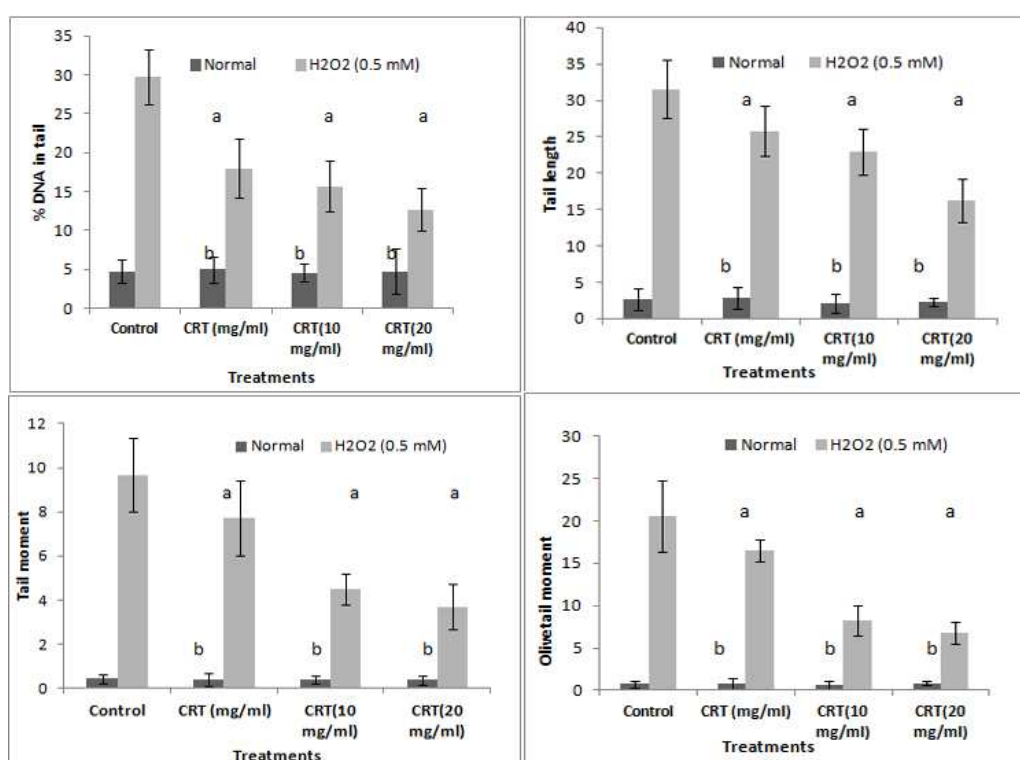 35
30
25
20
15
10
5
0
% DNA in tail
Normal H2O2 (0.5 mM)
a a a
b b b
Control CRT (mg/ml) CRT(10 mg/ml) CRT(20 mg/ml)
Treatments
40
35
30
25
20
15
10
5
0
Tail length
Normal H2O2 (0.5 mM)
a a a
b b b
Control CRT (mg/ml) CRT(10 mg/ml) CRT(20 mg/ml)
Treatments
12
10
8
6
4
2
0
Tail moment
Normal H2O2 (0.5 mM)
a a a
b b b
Control CRT (mg/ml) CRT(10 mg/ml) CRT(20 mg/ml)
Treatments
30
25
20
15
10
5
0
Olivetail moment
Normal H2O2 (0.5 mM)
a a a
b b b
Control CRT (mg/ml) CRT(10 mg/ml) CRT(20 mg/ml)
Treatments